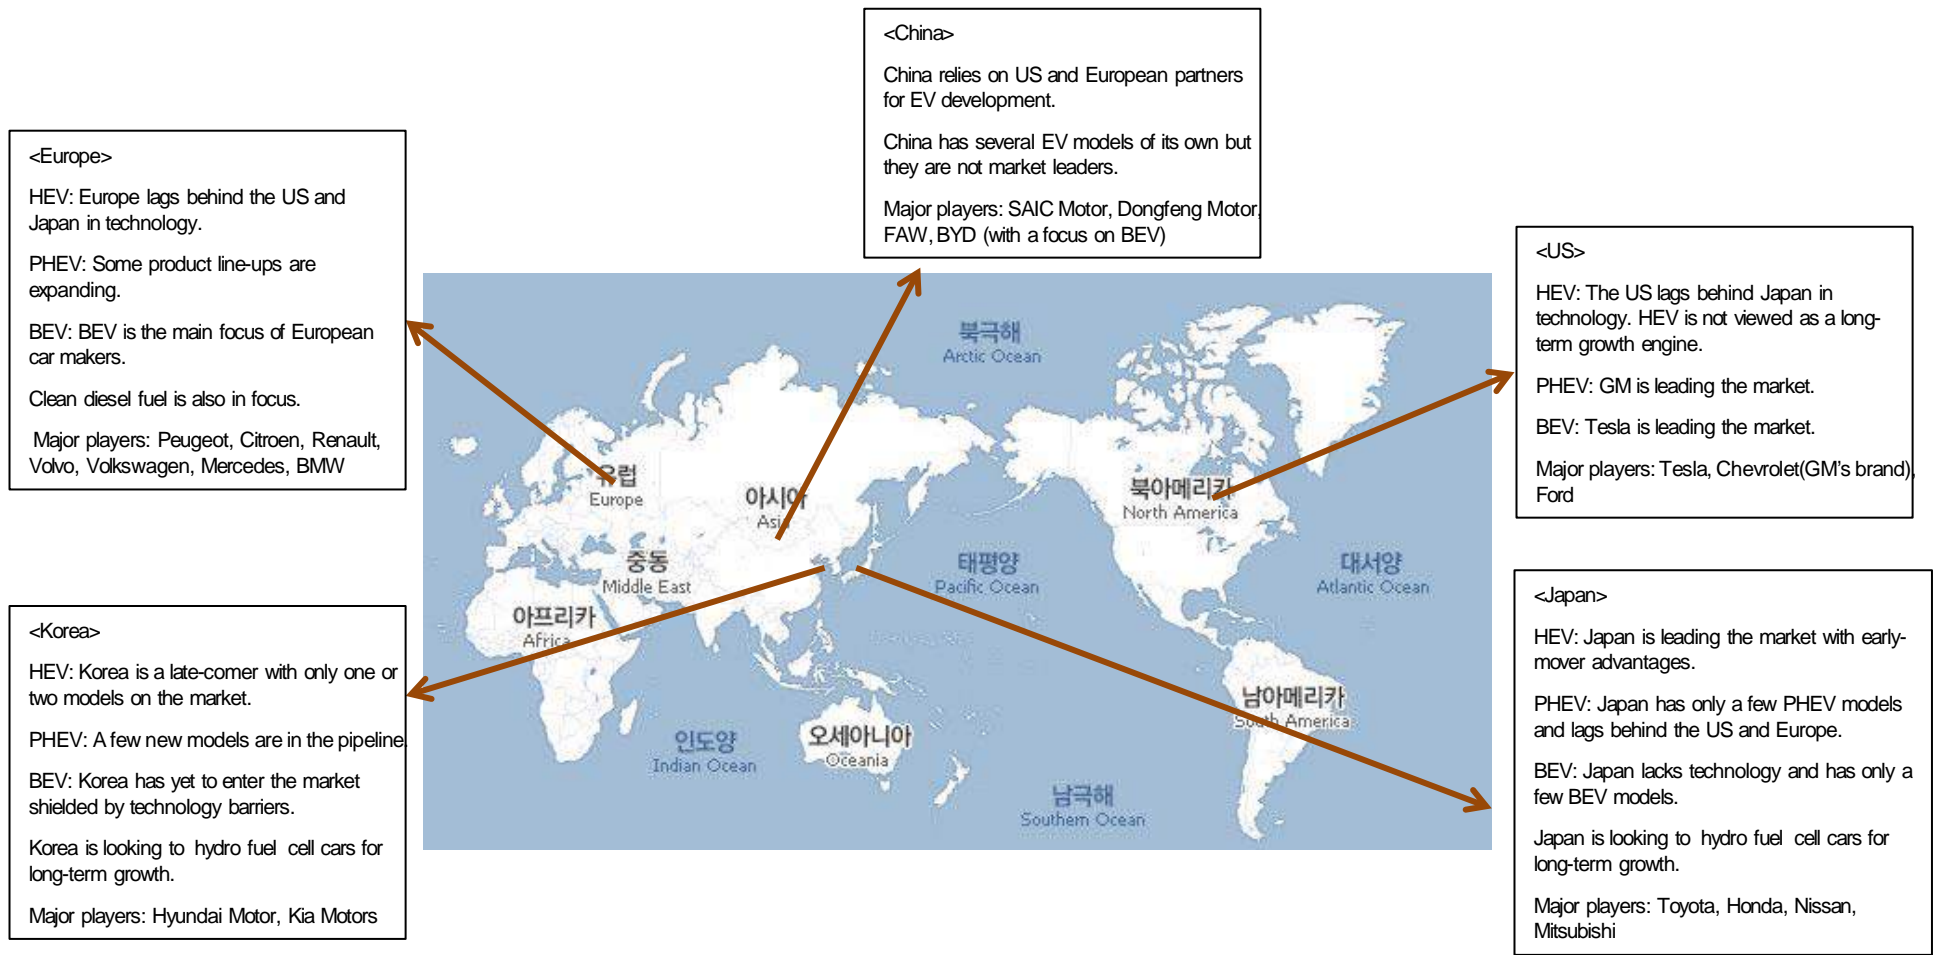 <China>
China relies on US and European partners
for EV development.
China has several EV models of its own but
they are not market leaders.
Major players: SAIC Motor, Dongfeng Motor,
FAW, BYD (with a focus on BEV)
<Europe>
HEV: Europe lags behind the US and
Japan in technology.
PHEV: Some product line-ups are
expanding.
BEV: BEV is the main focus of European
car makers.
Clean diesel fuel is also in focus.
Major players: Peugeot, Citroen, Renault,
Volvo, Volkswagen, Mercedes, BMW
<US>
HEV: The US lags behind Japan in
technology. HEV is not viewed as a long-
term growth engine.
PHEV: GM is leading the market.
BEV: Tesla is leading the market.
Major players: Tesla, Chevrolet(GM's brand),
Ford
북극해
Arctic Ocean
유럽
Europe
아시아
Asia
북아메리카
North America
중동
Middle East
태평양
Pacific Ocean
대서양
Atlantic Ocean
아프리카
Africa
남아메리카
South America
인도양
Indian Ocean
오세아니아
Oceania
남극해
Southern Ocean
<Korea>
HEV: Korea is a late-comer with only one or
two models on the market.
PHEV: A few new models are in the pipeline.
BEV: Korea has yet to enter the market
shielded by technology barriers.
Korea is looking to hydro fuel cell cars for
long-term growth.
Major players: Hyundai Motor, Kia Motors
<Japan>
HEV: Japan is leading the market with early-
mover advantages.
PHEV: Japan has only a few PHEV models
and lags behind the US and Europe.
BEV: Japan lacks technology and has only a
few BEV models.
Japan is looking to hydro fuel cell cars for
long-term growth.
Major players: Toyota, Honda, Nissan,
Mitsubishi